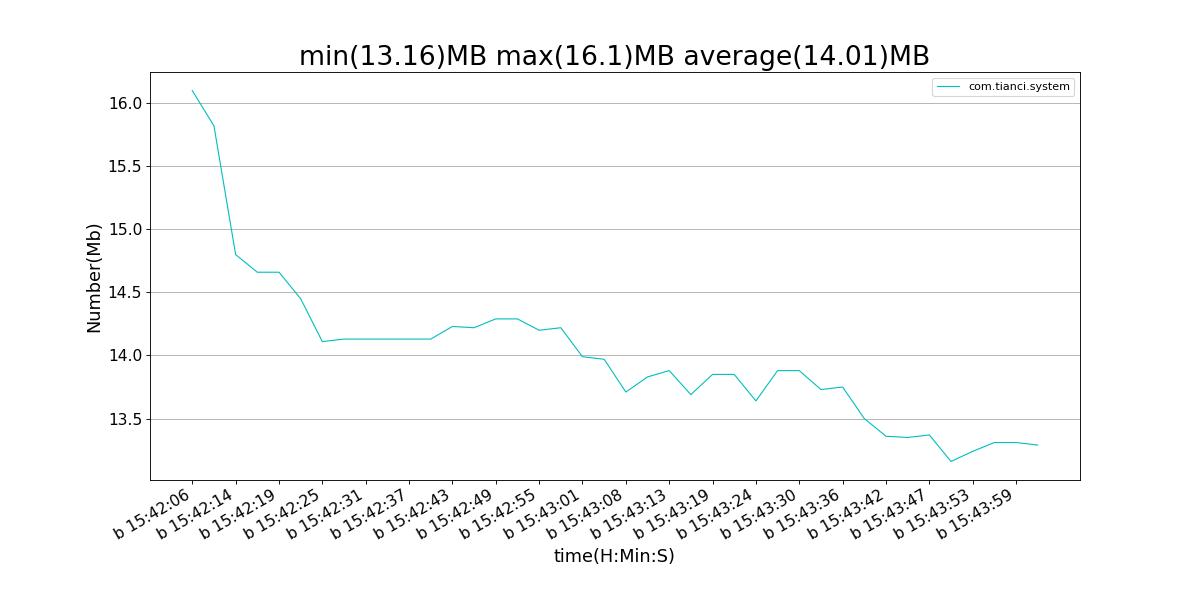 min(13.16)MB max(16.1)MB average(14.01)MB
com.tianci.system
Number(Mb)
16.0
15.5
15.0
14.5
14.0
13.5
b 15:42:06
b 15:42:14
b 15:42:19
b 15:42:25
b 15:42:31
b 15:42:37
b 15:42:43
b 15:42:49
b 15:42:55
b 15:43:01
b 15:43:08
b 15:43:13
b 15:43:19
b 15:43:24
b 15:43:30
b 15:43:36
b 15:43:42
b 15:43:47
b 15:43:53
b 15:43:59
time(H:Min:S)